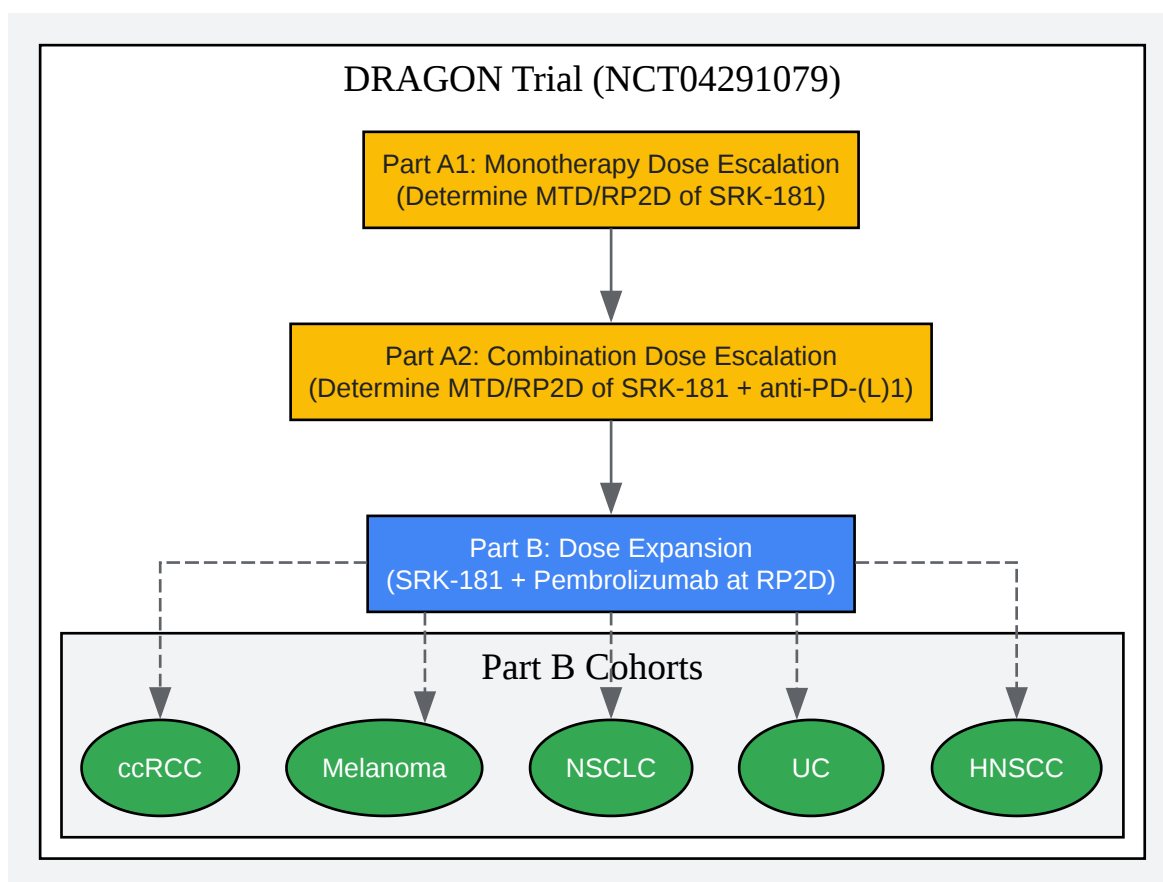 DRAGON Trial (NCT04291079)
Part A1: Monotherapy Dose Escalation
(Determine MTD/RP2D of SRK-181)
Part A2: Combination Dose Escalation
(Determine MTD/RP2D of SRK-181 + anti-PD-(L)1)
Part B: Dose Expansion
(SRK-181 + Pembrolizumab at RP2D)
Part B Cohorts
ccRCC
Melanoma
NSCLC
UC
HNSCC